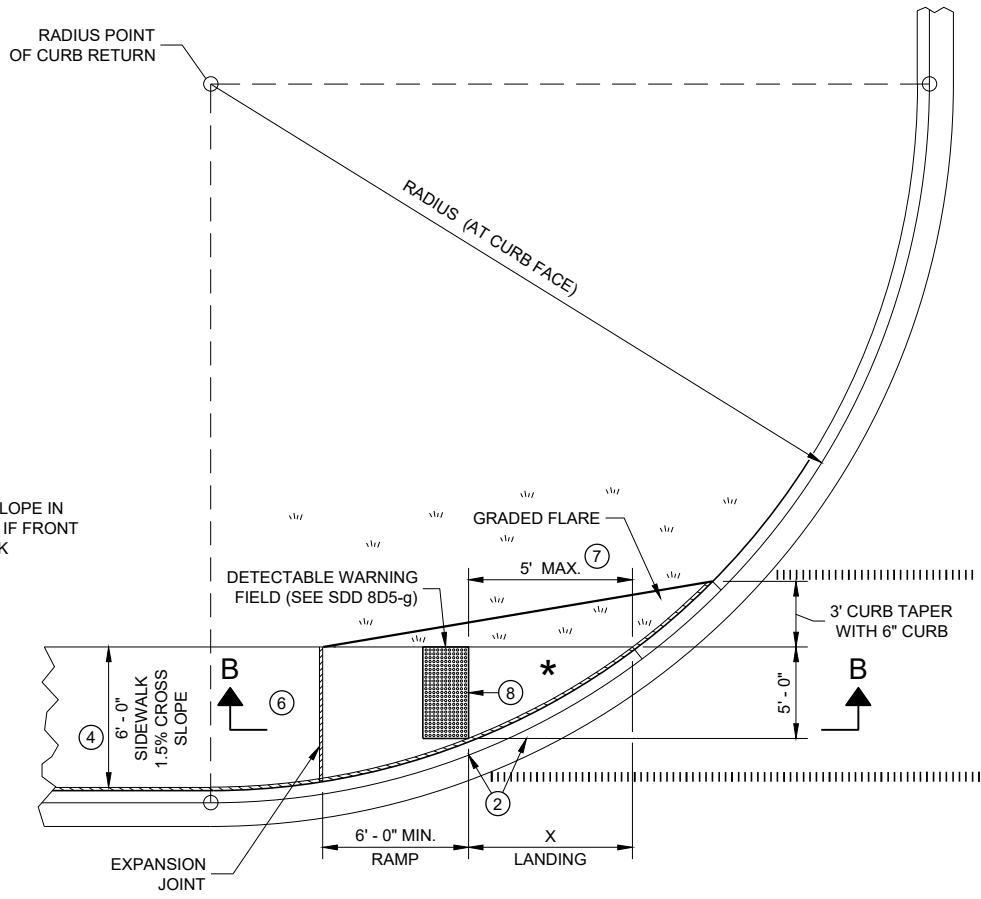 RADIUS POINT
OF CURB RETURN
RADIUS (AT CURB FACE)
LOPE IN
IF FRONT
K
GRADED FLARE
5' MAX. 7
DETECTABLE WARNING
FIELD (SEE SDD 8D5-g)
3' CURB TAPER
WITH 6" CURB
B
B
*
4
6' - 0"
SIDEWALK
1.5% CROSS
SLOPE
6
8
5' - 0"
2
6' - 0" MIN.
RAMP
X
LANDING
EXPANSION
JOINT